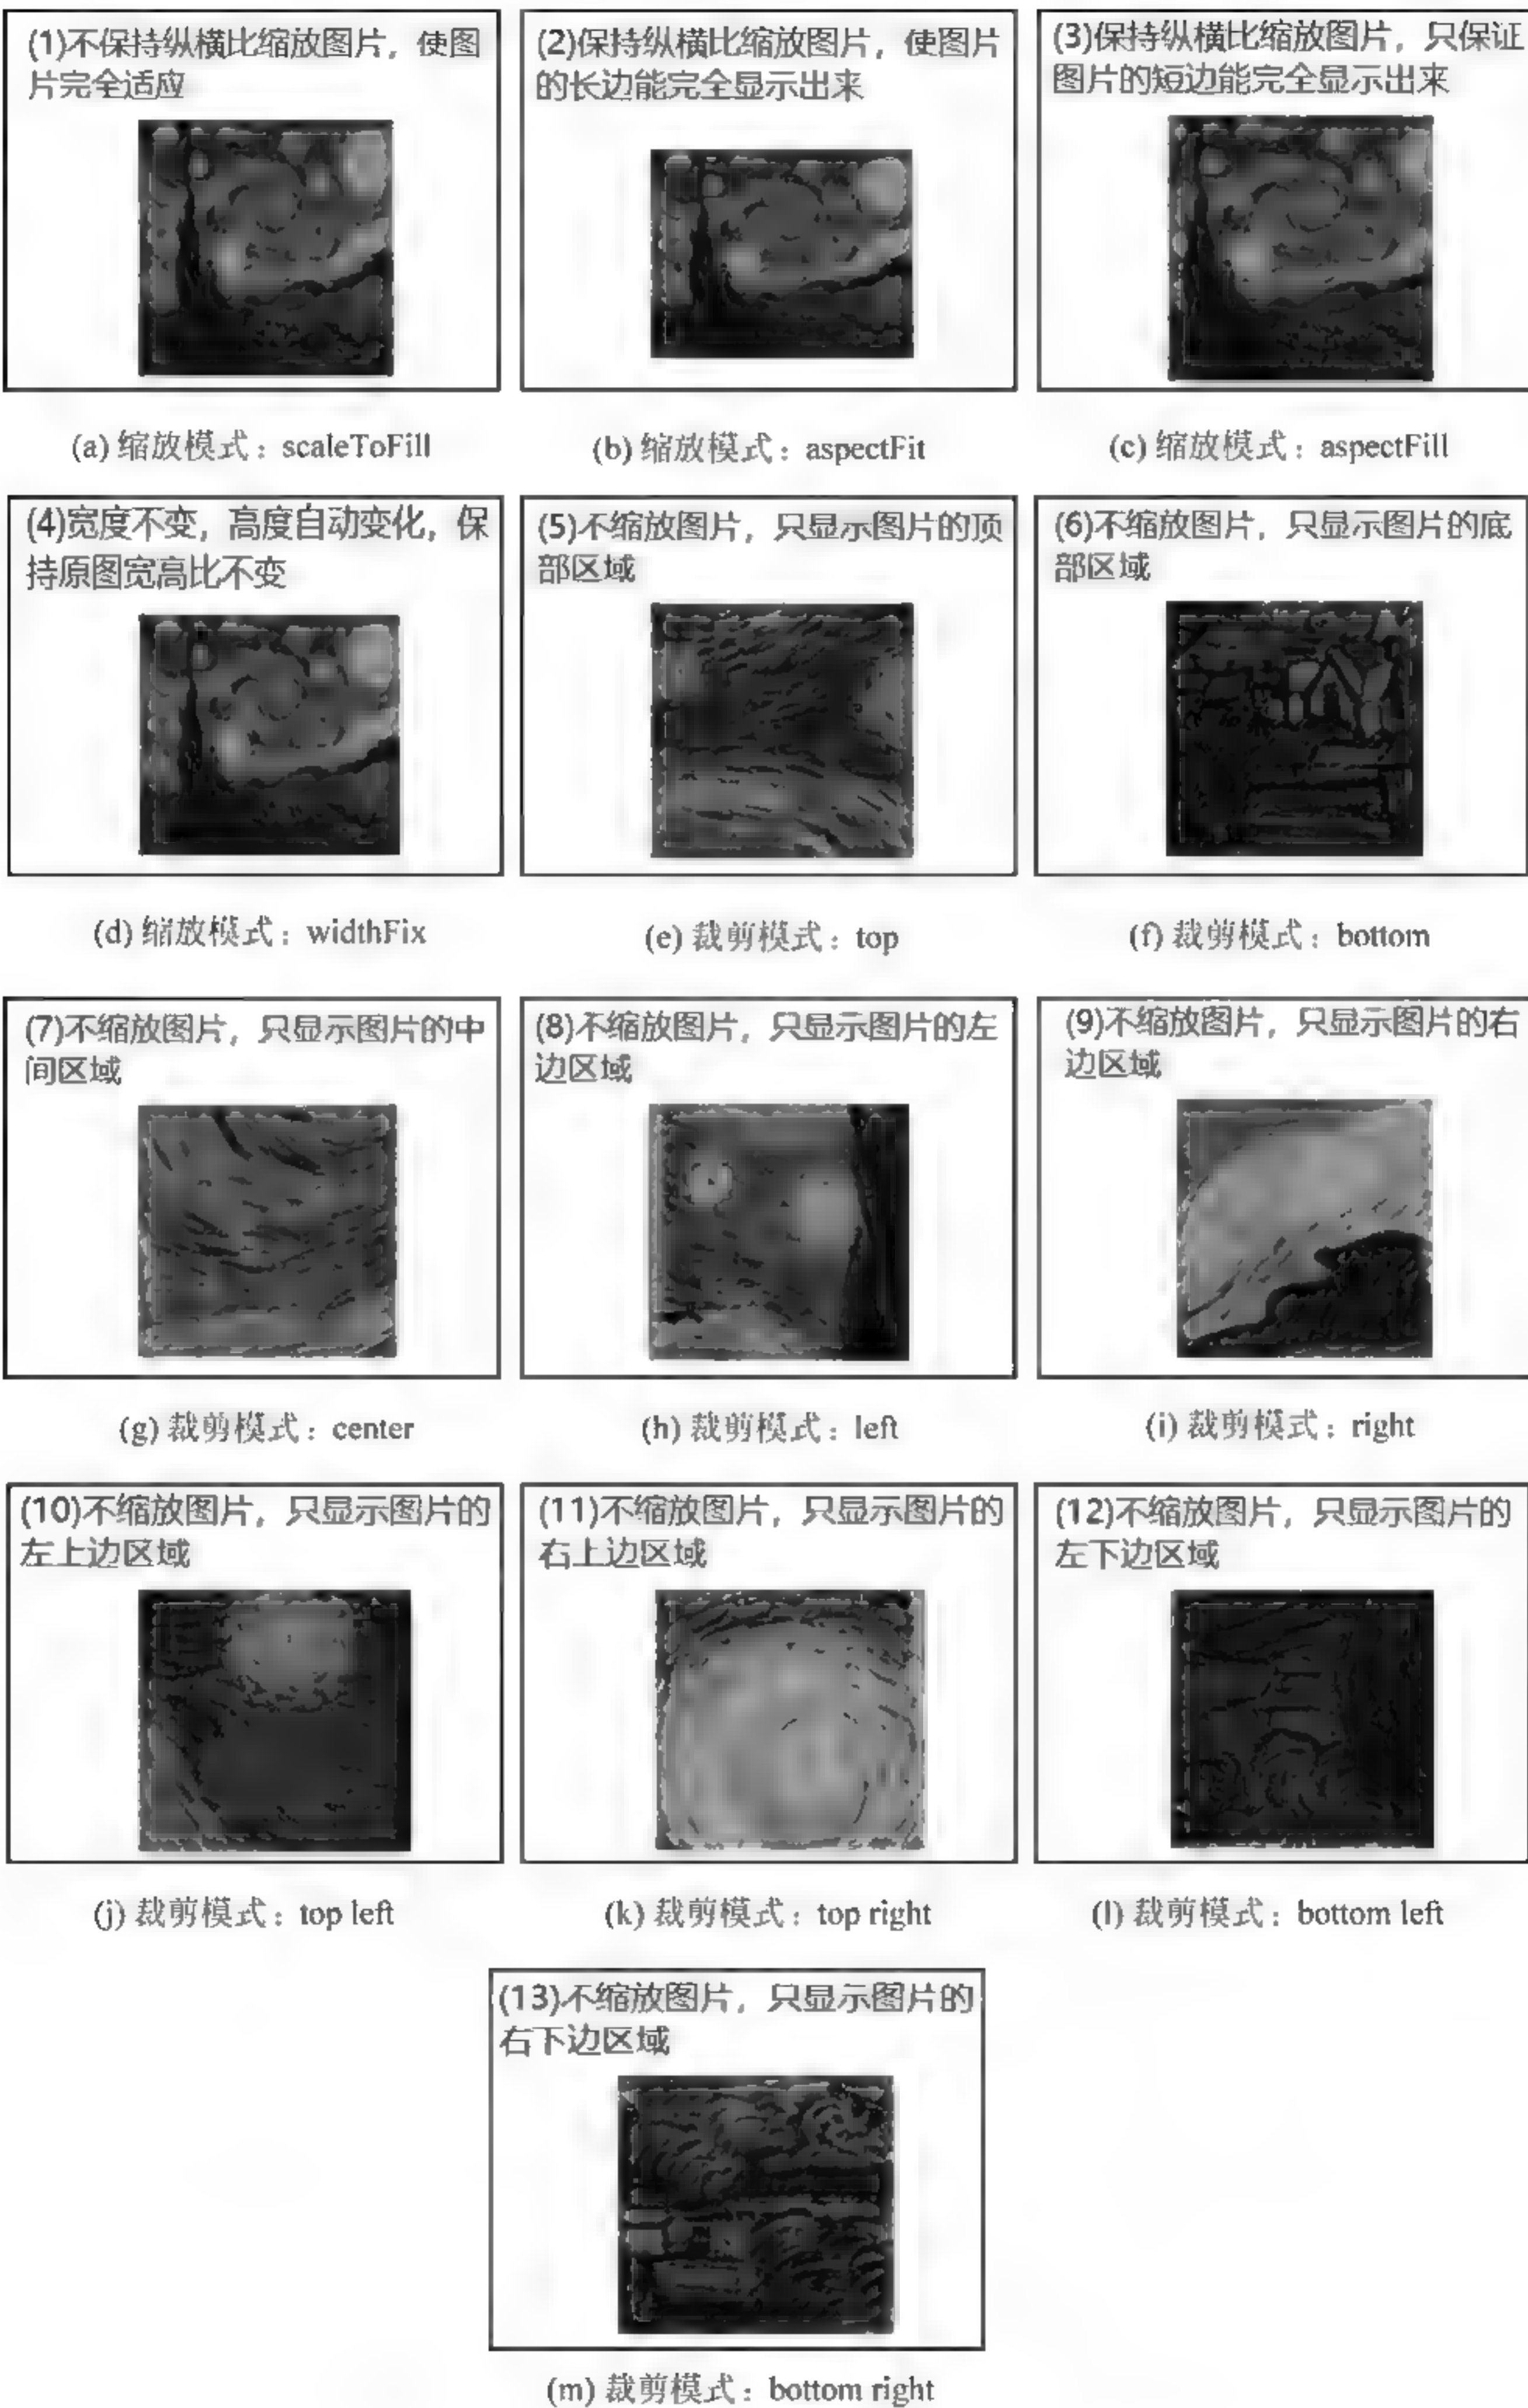 (1)不保持纵横比缩放图片，使图
片完全适应
(2)保持纵横比缩放图片，使图片
的长边能完全显示出来
(3)保持纵横比缩放图片，只保证
图片的短边能完全显示出来
(a) 缩放模式：scaleToFill
(b) 缩放模式：aspectFit
(c) 缩放模式：aspectFill
(4)宽度不变，高度自动变化，保
持原图宽高比不变
(5)不缩放图片，只显示图片的顶
部区域
(6)不缩放图片，只显示图片的底
部区域
(d) 缩放模式：widthFix
(e) 裁剪模式：top
(f) 裁剪模式：bottom
(7)不缩放图片，只显示图片的中
间区域
(8)不缩放图片，只显示图片的左
边区域
(9)不缩放图片，只显示图片的右
边区域
(g) 裁剪模式：center
(h) 裁剪模式：left
(i) 裁剪模式：right
(10)不缩放图片，只显示图片的
左上边区域
(11)不缩放图片，只显示图片的
右上边区域
(12)不缩放图片，只显示图片的
左下边区域
(j) 裁剪模式：top left
(k) 裁剪模式：top right
(l) 裁剪模式：bottom left
(13)不缩放图片，只显示图片的
右下边区域
(m) 裁剪模式：bottom right